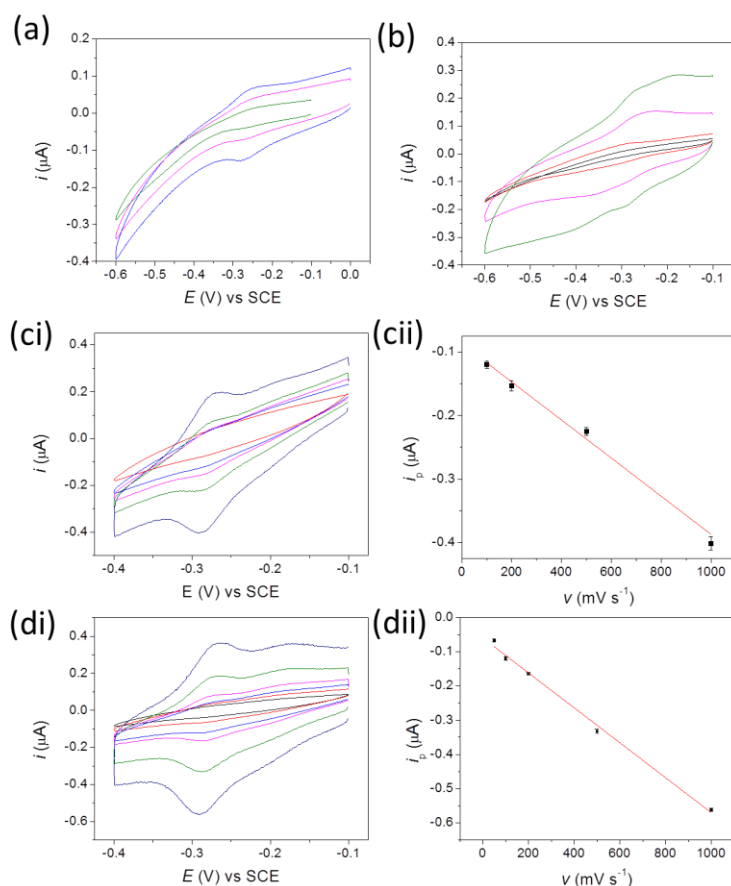 (a)
0.2
0.1
0.0
-0.1
-0.2
-0.3
-0.4
i (μA)
-0.6 -0.5 -0.4 -0.3 -0.2 -0.1 0.0
E (V) vs SCE
(b)
0.4
0.3
0.2
0.1
0.0
-0.1
-0.2
-0.3
-0.4
i (μA)
-0.6 -0.5 -0.4 -0.3 -0.2 -0.1
E (V) vs SCE
(ci)
0.4
0.2
0.0
-0.2
-0.4
i (μA)
-0.4 -0.3 -0.2 -0.1
E (V) vs SCE
(cii)
-0.1
-0.2
-0.3
-0.4
ip (μA)
0 200 400 600 800 1000
v (mV s⁻¹)
(di)
0.4
0.2
0.0
-0.2
-0.4
-0.6
i (μA)
-0.4 -0.3 -0.2 -0.1
E (V) vs SCE
(dii)
0.0
-0.1
-0.2
-0.3
-0.4
-0.5
-0.6
ip (μA)
0 200 400 600 800 1000
v (mV s⁻¹)